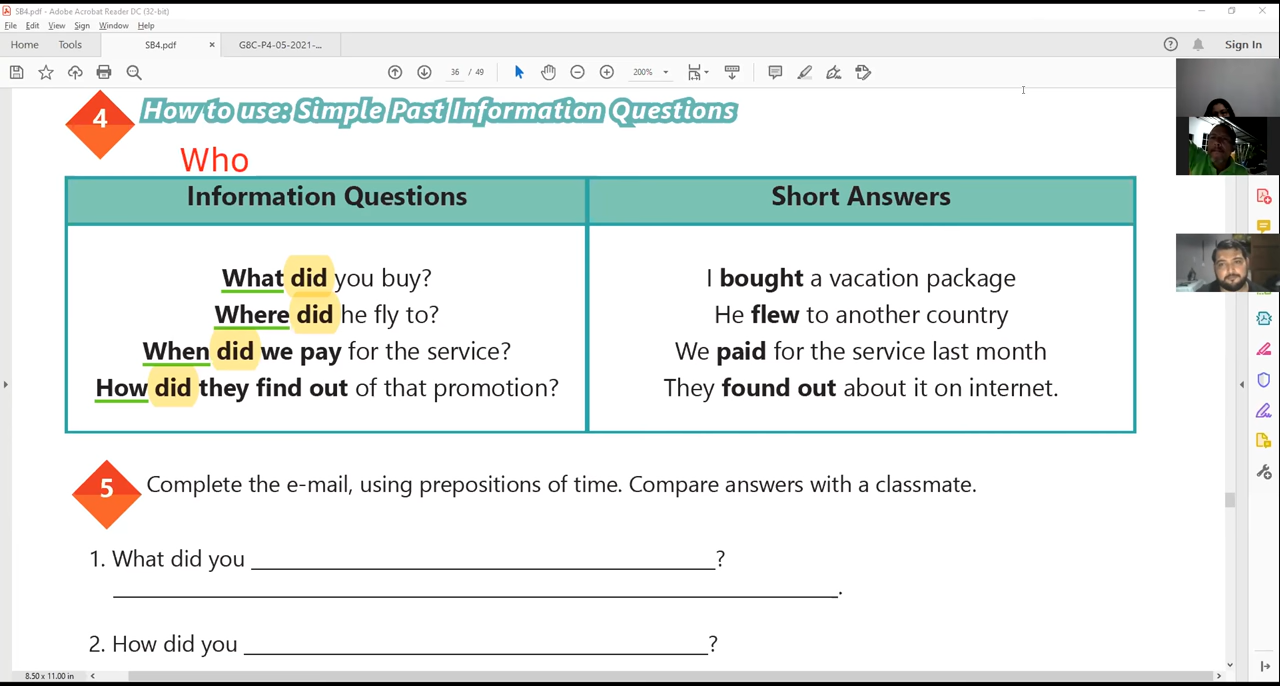 SB4.pdf - Adobe Acrobat Reader DC (32-bit)
File Edit View Sign Window Help
Home Tools SB4.pdf × G8C-P4-05-2021-... Sign In
36 / 49 200%
4 How to use: Simple Past Information Questions
Who
Information Questions Short Answers
What did you buy? I bought a vacation package
Where did he fly to? He flew to another country
When did we pay for the service? We paid for the service last month
How did they find out of that promotion? They found out about it on internet.
5 Complete the e-mail, using prepositions of time. Compare answers with a classmate.
1. What did you ______________________________?
______________________________.
2. How did you ______________________________?
8.50 x 11.00 in